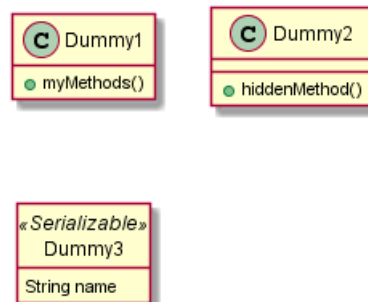 C Dummy1
myMethods()
C Dummy2
hiddenMethod()
«Serializable»
Dummy3
String name